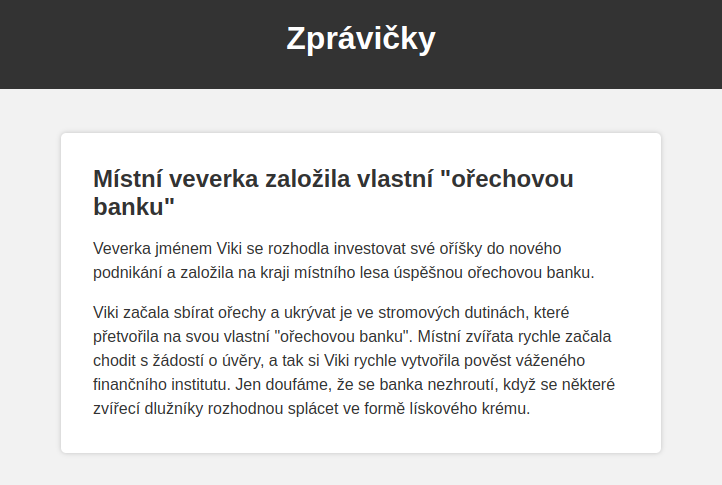 Zprávičky
Místní veverka založila vlastní "ořechovou
banku"
Veverka jménem Viki se rozhodla investovat své oříšky do nového
podnikání a založila na kraji místního lesa úspěšnou ořechovou banku.
Viki začala sbírat ořechy a ukrývat je ve stromových dutinách, které
přetvořila na svou vlastní "ořechovou banku". Místní zvířata rychle začala
chodit s žádostí o úvěry, a tak si Viki rychle vytvořila pověst váženého
finančního institutu. Jen doufáme, že se banka nezhroutí, když se některé
zvířecí dlužníky rozhodnou splácet ve formě lískového krému.